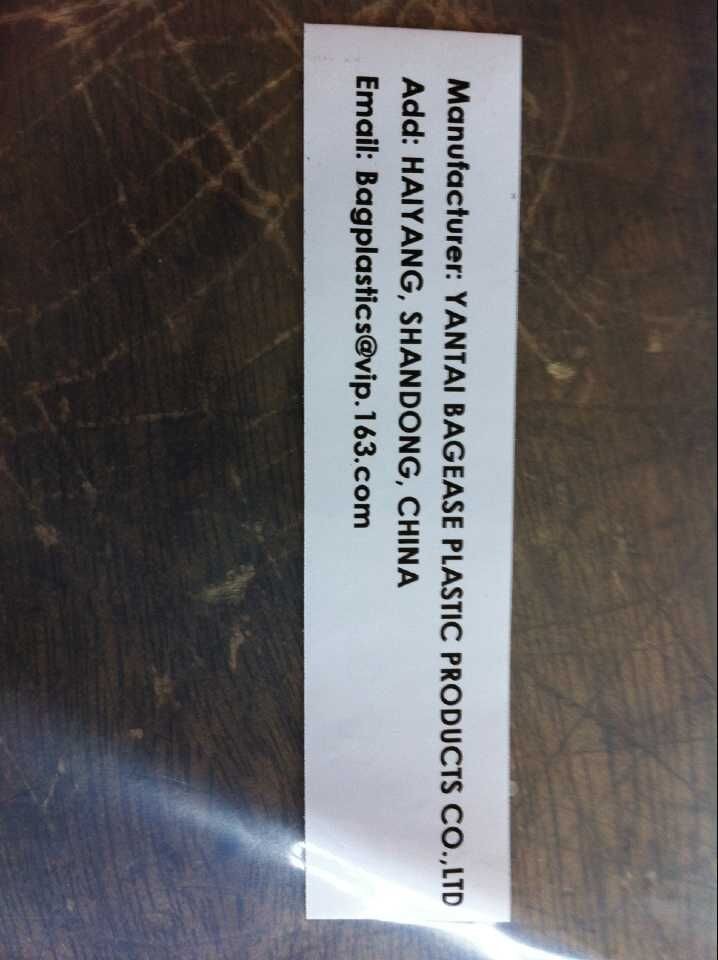 Manufacturer: YANTAI BAGEASE PLASTIC PRODUCTS CO.,LTD
Add: HAIYANG, SHANDONG, CHINA
Email: Bagplastics@vip.163.com